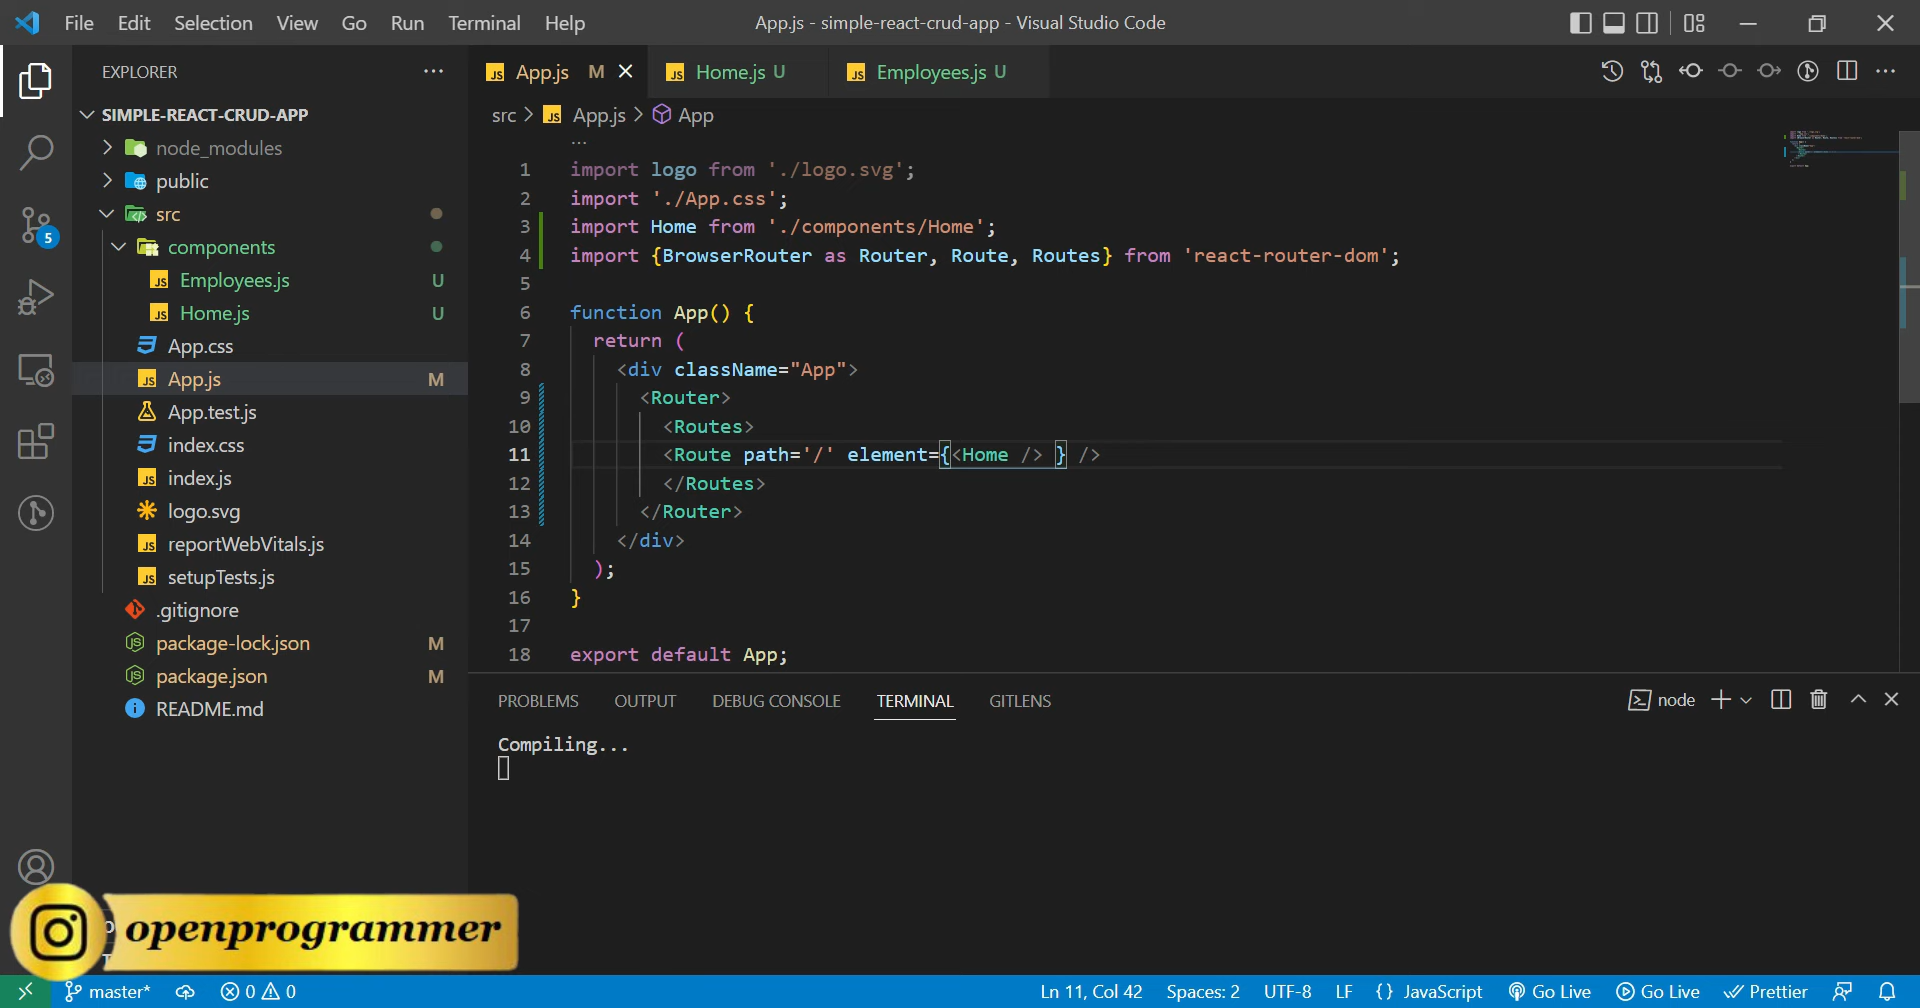 File Edit Selection View Go Run Terminal Help App.js - simple-react-crud-app - Visual Studio Code
EXPLORER ...
SIMPLE-REACT-CRUD-APP
node_modules
public
src
components
Employees.js U
Home.js U
App.css
App.js M
App.test.js
index.css
index.js
logo.svg
reportWebVitals.js
setupTests.js
.gitignore
package-lock.json M
package.json M
README.md
5
App.js M Home.js U Employees.js U
src > App.js > App
...
1 import logo from './logo.svg';
2 import './App.css';
3 import Home from './components/Home';
4 import {BrowserRouter as Router, Route, Routes} from 'react-router-dom';
5
6 function App() {
7 return (
8 <div className="App">
9 <Router>
10 <Routes>
11 <Route path='/' element={<Home /> } />
12 </Routes>
13 </Router>
14 </div>
15 );
16 }
17
18 export default App;
PROBLEMS OUTPUT DEBUG CONSOLE TERMINAL GITLENS node
Compiling...
openprogrammer
master* 0 0 Ln 11, Col 42 Spaces: 2 UTF-8 LF {} JavaScript Go Live Go Live Prettier